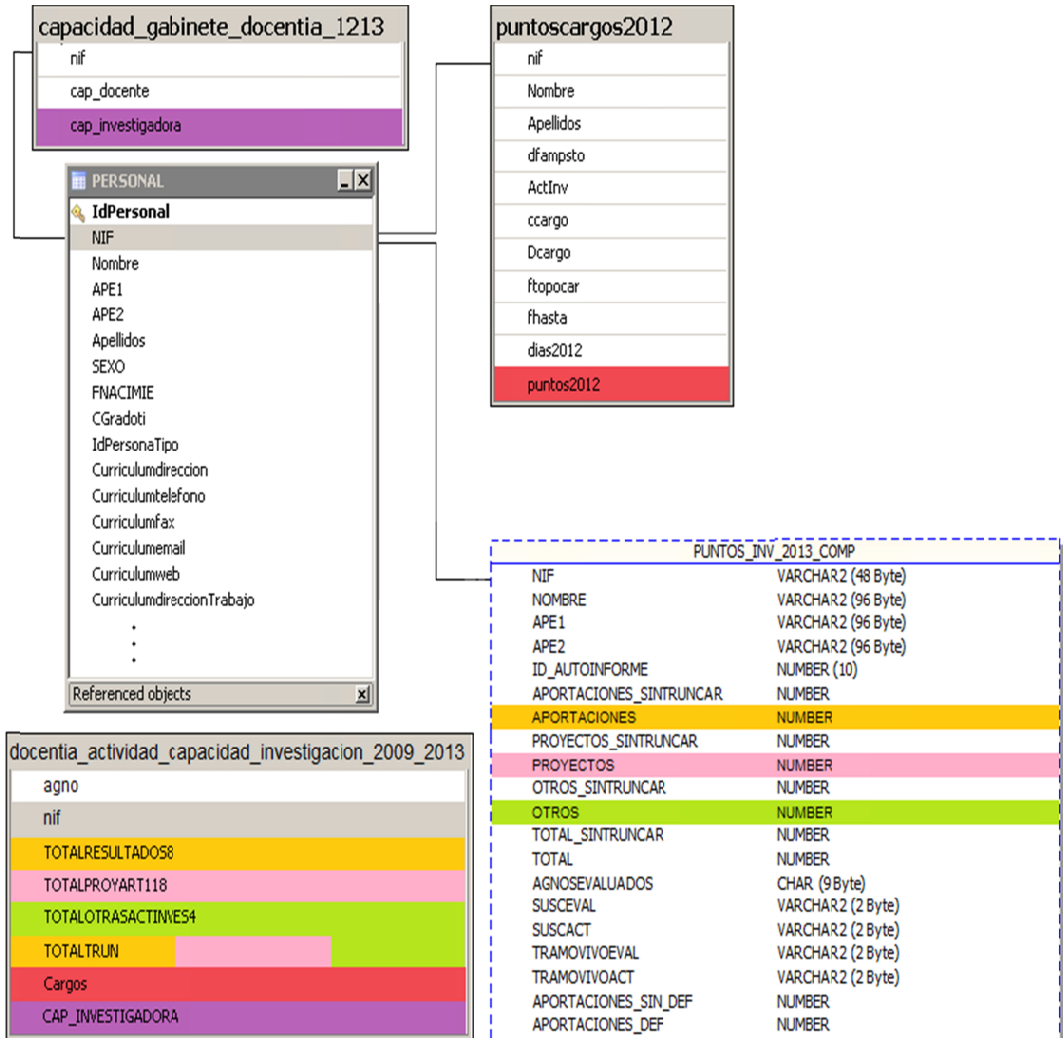 capacidad_gabinete_docentia_1213
nif
cap_docente
cap_investigadora
puntoscargos2012
nif
Nombre
Apellidos
dfampsto
ActInv
ccargo
Dcargo
ftopocar
fhasta
dias2012
puntos2012
PERSONAL
IdPersonal
NIF
Nombre
APE1
APE2
Apellidos
SEXO
FNACIMIE
CGradoti
IdPersonaTipo
Curriculumdireccion
Curriculumtelefono
Curriculumfax
Curriculumemail
Curriculumweb
CurriculumdireccionTrabajo
.
.
.
Referenced objects
PUNTOS_INV_2013_COMP
NIF VARCHAR2 (48 Byte)
NOMBRE VARCHAR2 (96 Byte)
APE1 VARCHAR2 (96 Byte)
APE2 VARCHAR2 (96 Byte)
ID_AUTOINFORME NUMBER (10)
APORTACIONES_SINTRUNCAR NUMBER
APORTACIONES NUMBER
PROYECTOS_SINTRUNCAR NUMBER
PROYECTOS NUMBER
OTROS_SINTRUNCAR NUMBER
OTROS NUMBER
TOTAL_SINTRUNCAR NUMBER
TOTAL NUMBER
AGNOSEVALUADOS CHAR (9 Byte)
SUSCEVAL VARCHAR2 (2 Byte)
SUSCACT VARCHAR2 (2 Byte)
TRAMOVIVOEVAL VARCHAR2 (2 Byte)
TRAMOVIVOACT VARCHAR2 (2 Byte)
APORTACIONES_SIN_DEF NUMBER
APORTACIONES_DEF NUMBER
docentia_actividad_capacidad_investigacion_2009_2013
agno
nif
TOTALRESULTADOS8
TOTALPROYART118
TOTALOTRASACTINVES4
TOTALTRUN
Cargos
CAP_INVESTIGADORA